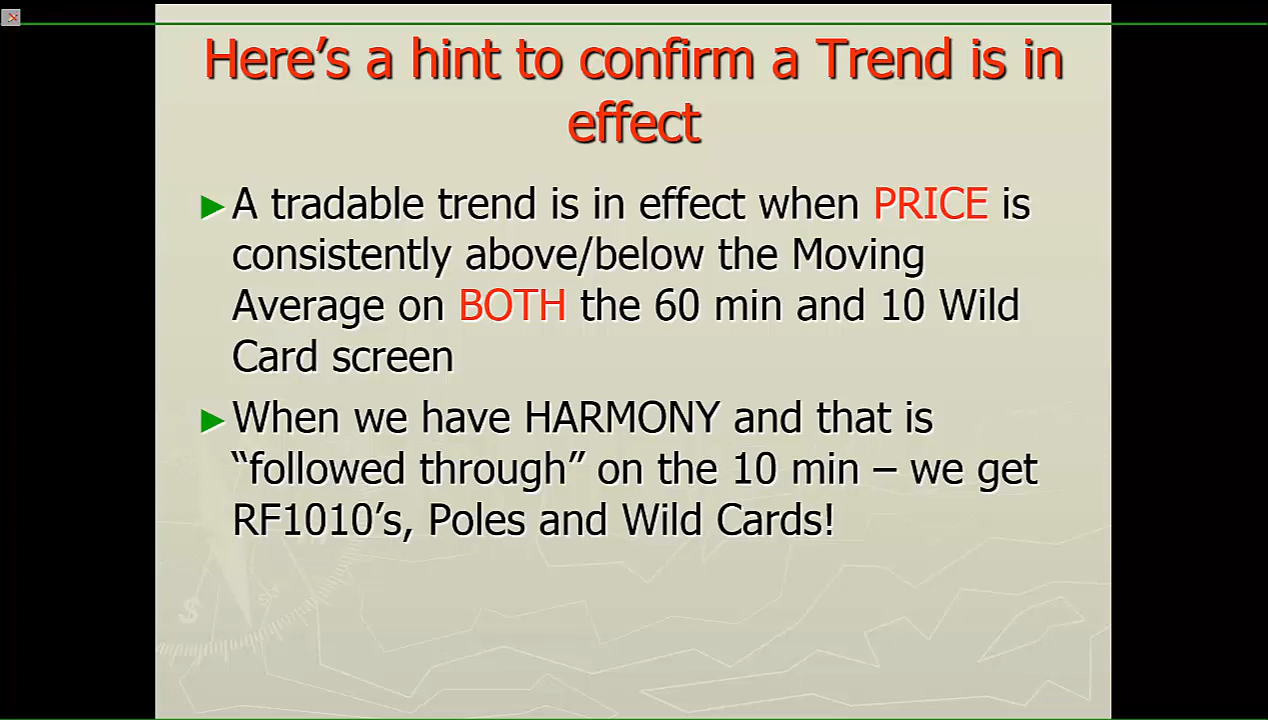 Here’s a hint to confirm a Trend is in
effect
►A tradable trend is in effect when PRICE is
consistently above/below the Moving
Average on BOTH the 60 min and 10 Wild
Card screen
►When we have HARMONY and that is
“followed through” on the 10 min – we get
RF1010’s, Poles and Wild Cards!
S